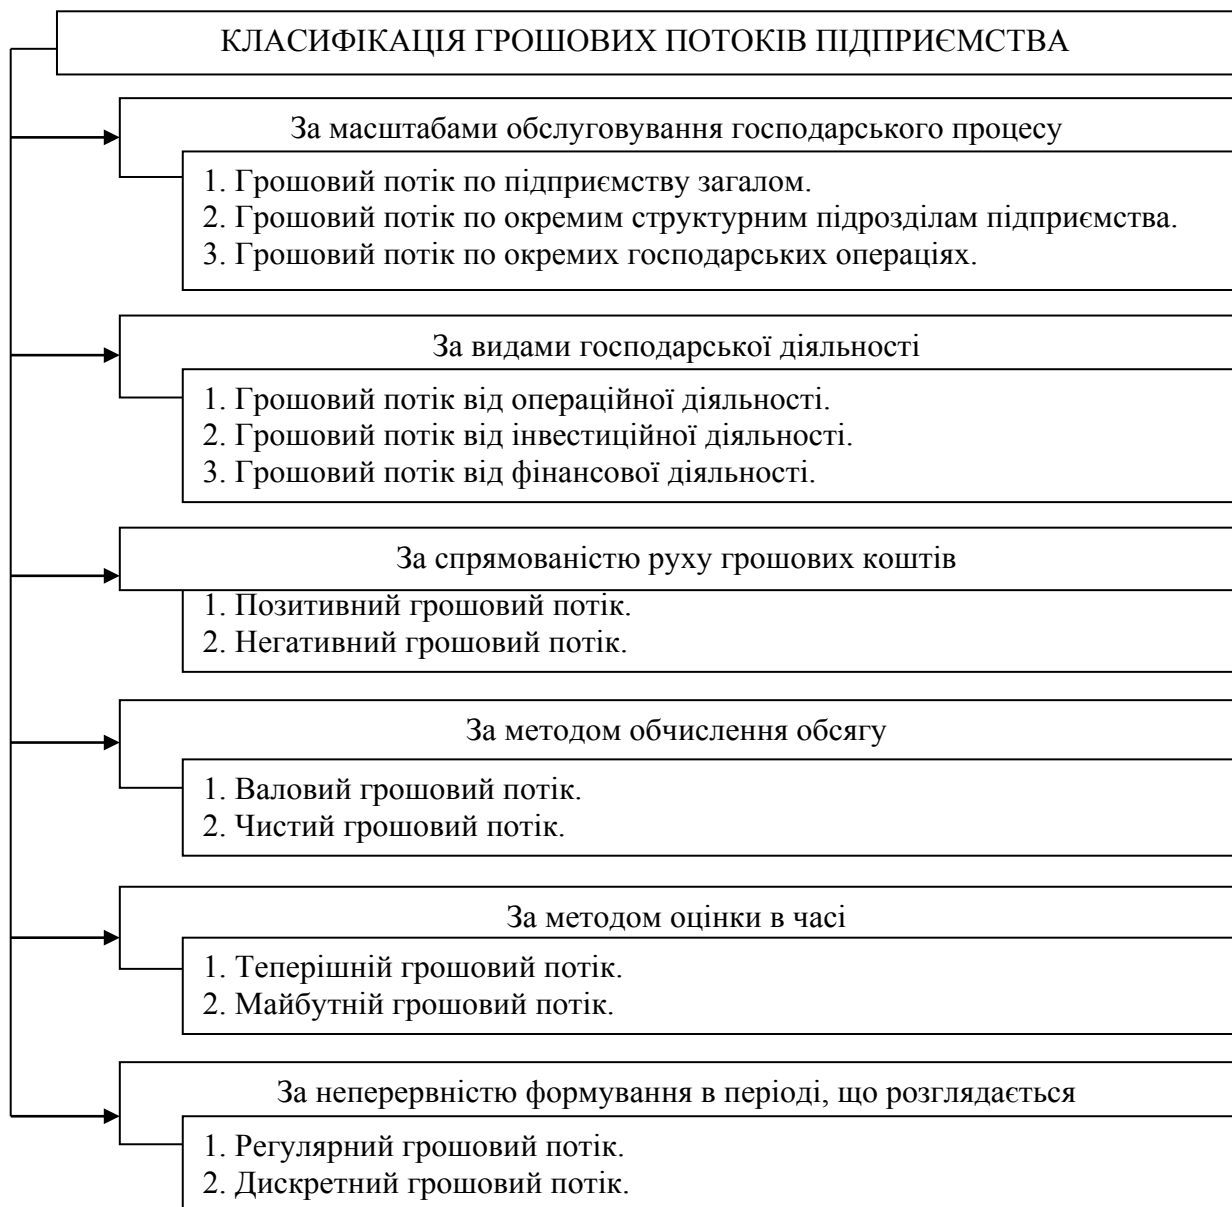 КЛАСИФІКАЦІЯ ГРОШОВИХ ПОТОКІВ ПІДПРИЄМСТВА
За масштабами обслуговування господарського процесу
1. Грошовий потік по підприємству загалом.
2. Грошовий потік по окремим структурним підрозділам підприємства.
3. Грошовий потік по окремих господарських операціях.
За видами господарської діяльності
1. Грошовий потік від операційної діяльності.
2. Грошовий потік від інвестиційної діяльності.
3. Грошовий потік від фінансової діяльності.
За спрямованістю руху грошових коштів
1. Позитивний грошовий потік.
2. Негативний грошовий потік.
За методом обчислення обсягу
1. Валовий грошовий потік.
2. Чистий грошовий потік.
За методом оцінки в часі
1. Теперішній грошовий потік.
2. Майбутній грошовий потік.
За неперервністю формування в періоді, що розглядається
1. Регулярний грошовий потік.
2. Дискретний грошовий потік.